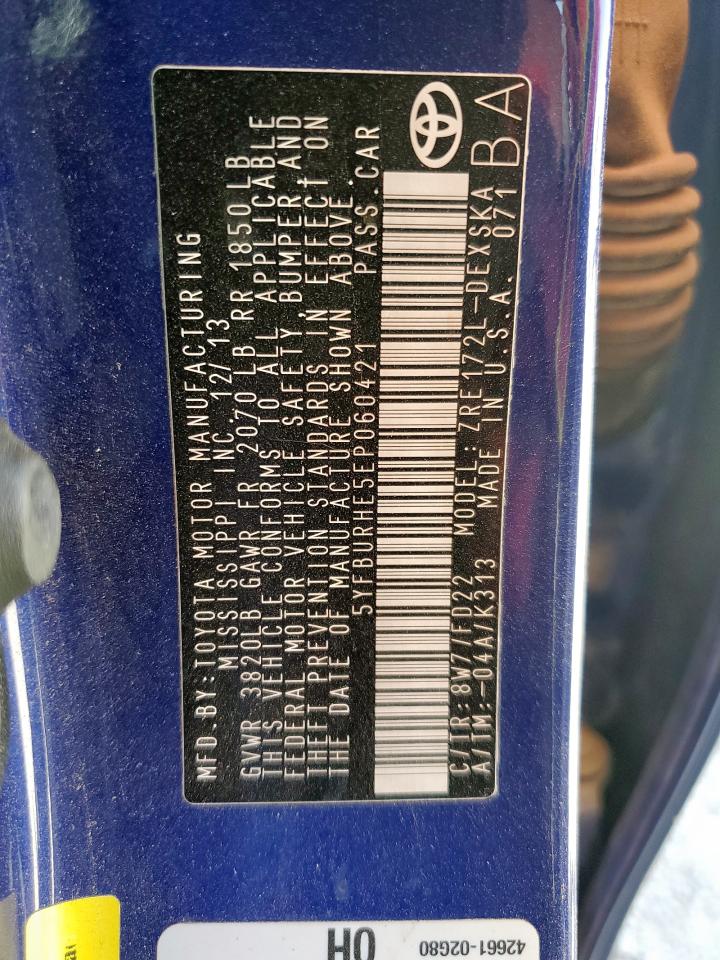 MFD.BY:TOYOTA MOTOR MANUFACTURING
MISSISSIPPI INC. 12/13
GVWR 3820LB GAWR FR 2070 LB RR 1850 LB
THIS VEHICLE CONFORMS TO ALL APPLICABLE
FEDERAL MOTOR VEHICLE SAFETY, BUMPER, AND
THEFT PREVENTION STANDARDS IN EFFECT ON
THE DATE OF MANUFACTURE SHOWN ABOVE.
5YFBURHE5EP060421 PASS.CAR
C/TR:8W7/FD22 MODEL:ZRE172L-DEXSKA
A/TM:-04A/K313 MADE IN U.S.A. 071 BA
42661-02G80